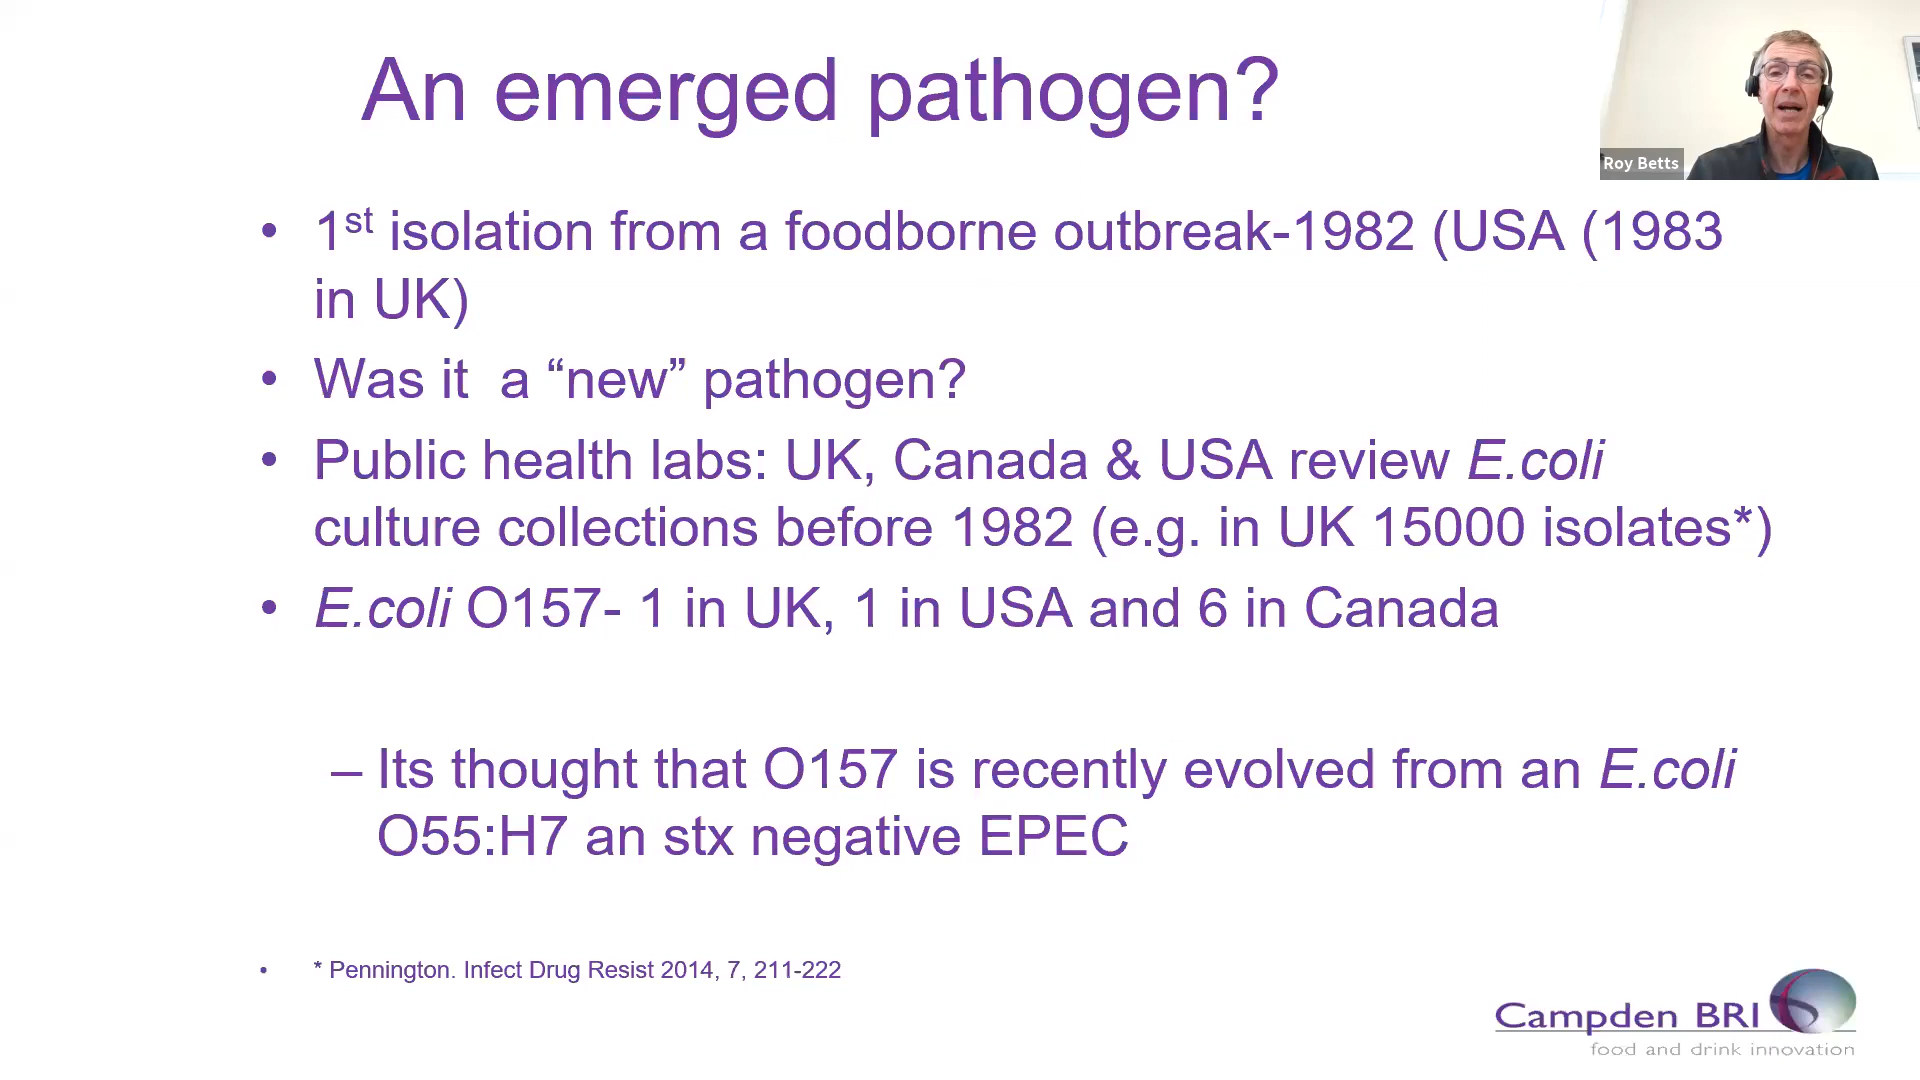 An emerged pathogen?
Roy Betts
• 1st isolation from a foodborne outbreak-1982 (USA (1983
in UK)
• Was it  a “new” pathogen?
• Public health labs: UK, Canada & USA review E.coli
culture collections before 1982 (e.g. in UK 15000 isolates*)
• E.coli O157- 1 in UK, 1 in USA and 6 in Canada
– Its thought that O157 is recently evolved from an E.coli
O55:H7 an stx negative EPEC
• * Pennington. Infect Drug Resist 2014, 7, 211-222
Campden BRI
food and drink innovation